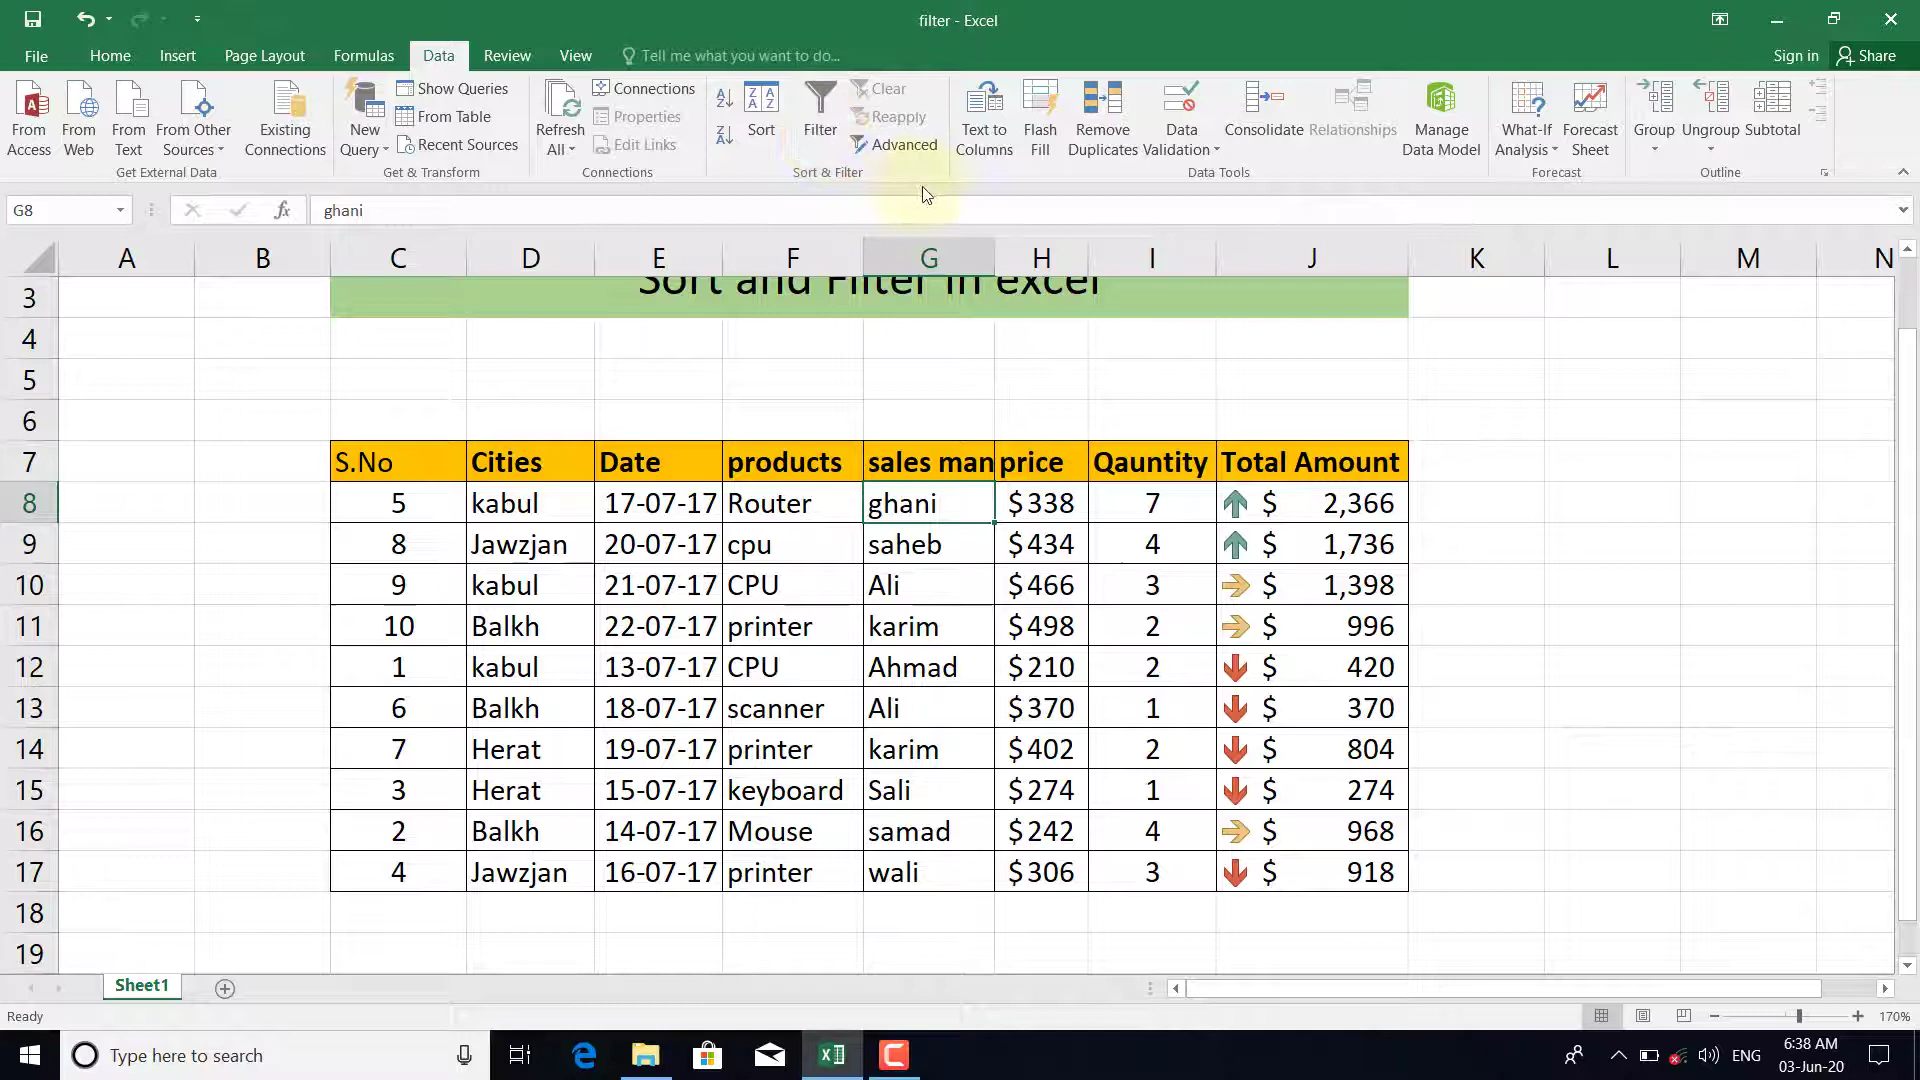 filter - Excel
File Home Insert Page Layout Formulas Data Review View Tell me what you want to do... Sign in Share
From Access
From Web
From Text
From Other Sources
Existing Connections
Get External Data
New Query
Show Queries
From Table
Recent Sources
Get & Transform
Refresh All
Connections
Properties
Edit Links
Connections
Sort
Filter
Clear
Reapply
Advanced
Sort & Filter
Text to Columns
Flash Fill
Remove Duplicates
Data Validation
Consolidate
Relationships
Manage Data Model
Data Tools
What-If Analysis
Forecast Sheet
Forecast
Group
Ungroup
Subtotal
Outline
G8 fx ghani
A B C D E F G H I J K L M N
3 Sort and Filter in excel
4
5
6
7 S.No Cities Date products sales man price Qauntity Total Amount
8 5 kabul 17-07-17 Router ghani $338 7 $ 2,366
9 8 Jawzjan 20-07-17 cpu saheb $434 4 $ 1,736
10 9 kabul 21-07-17 CPU Ali $466 3 $ 1,398
11 10 Balkh 22-07-17 printer karim $498 2 $ 996
12 1 kabul 13-07-17 CPU Ahmad $210 2 $ 420
13 6 Balkh 18-07-17 scanner Ali $370 1 $ 370
14 7 Herat 19-07-17 printer karim $402 2 $ 804
15 3 Herat 15-07-17 keyboard Sali $274 1 $ 274
16 2 Balkh 14-07-17 Mouse samad $242 4 $ 968
17 4 Jawzjan 16-07-17 printer wali $306 3 $ 918
18
19
Sheet1
Ready 170%
Type here to search ENG 6:38 AM
03-Jun-20